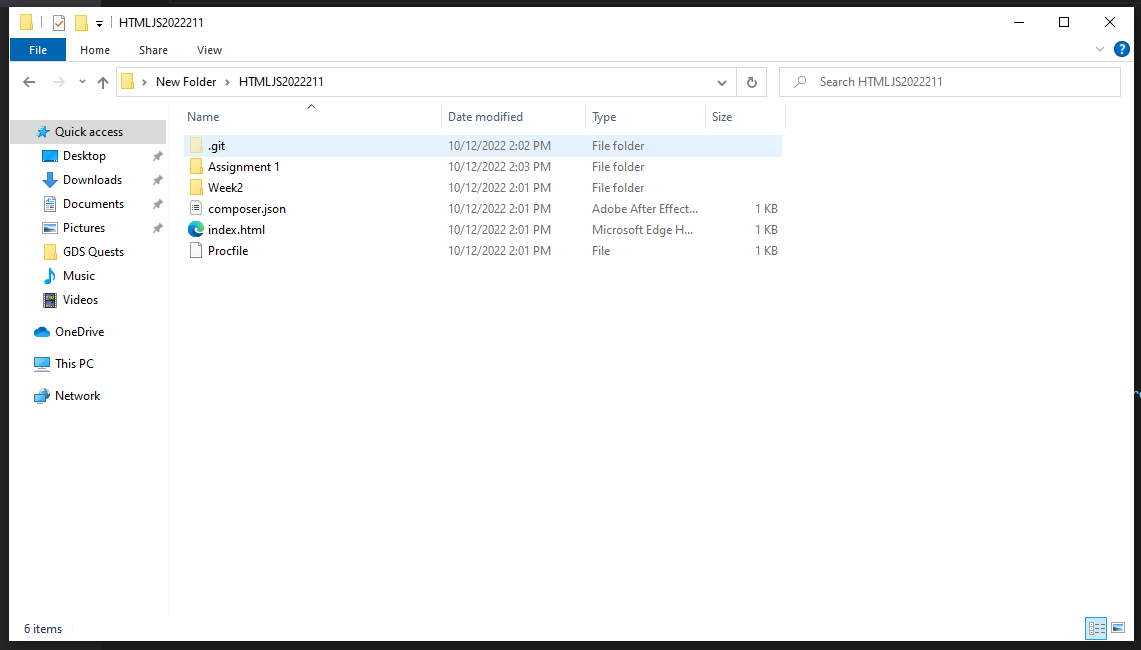 HTMLJS2022211
File Home Share View
New Folder HTMLJS2022211 Search HTMLJS2022211
Name Date modified Type Size
Quick access
Desktop
Downloads
Documents
Pictures
GDS Quests
Music
Videos
OneDrive
This PC
Network
.git 10/12/2022 2:02 PM File folder
Assignment 1 10/12/2022 2:03 PM File folder
Week2 10/12/2022 2:01 PM File folder
composer.json 10/12/2022 2:01 PM Adobe After Effect... 1 KB
index.html 10/12/2022 2:01 PM Microsoft Edge H... 1 KB
Procfile 10/12/2022 2:01 PM File 1 KB
6 items